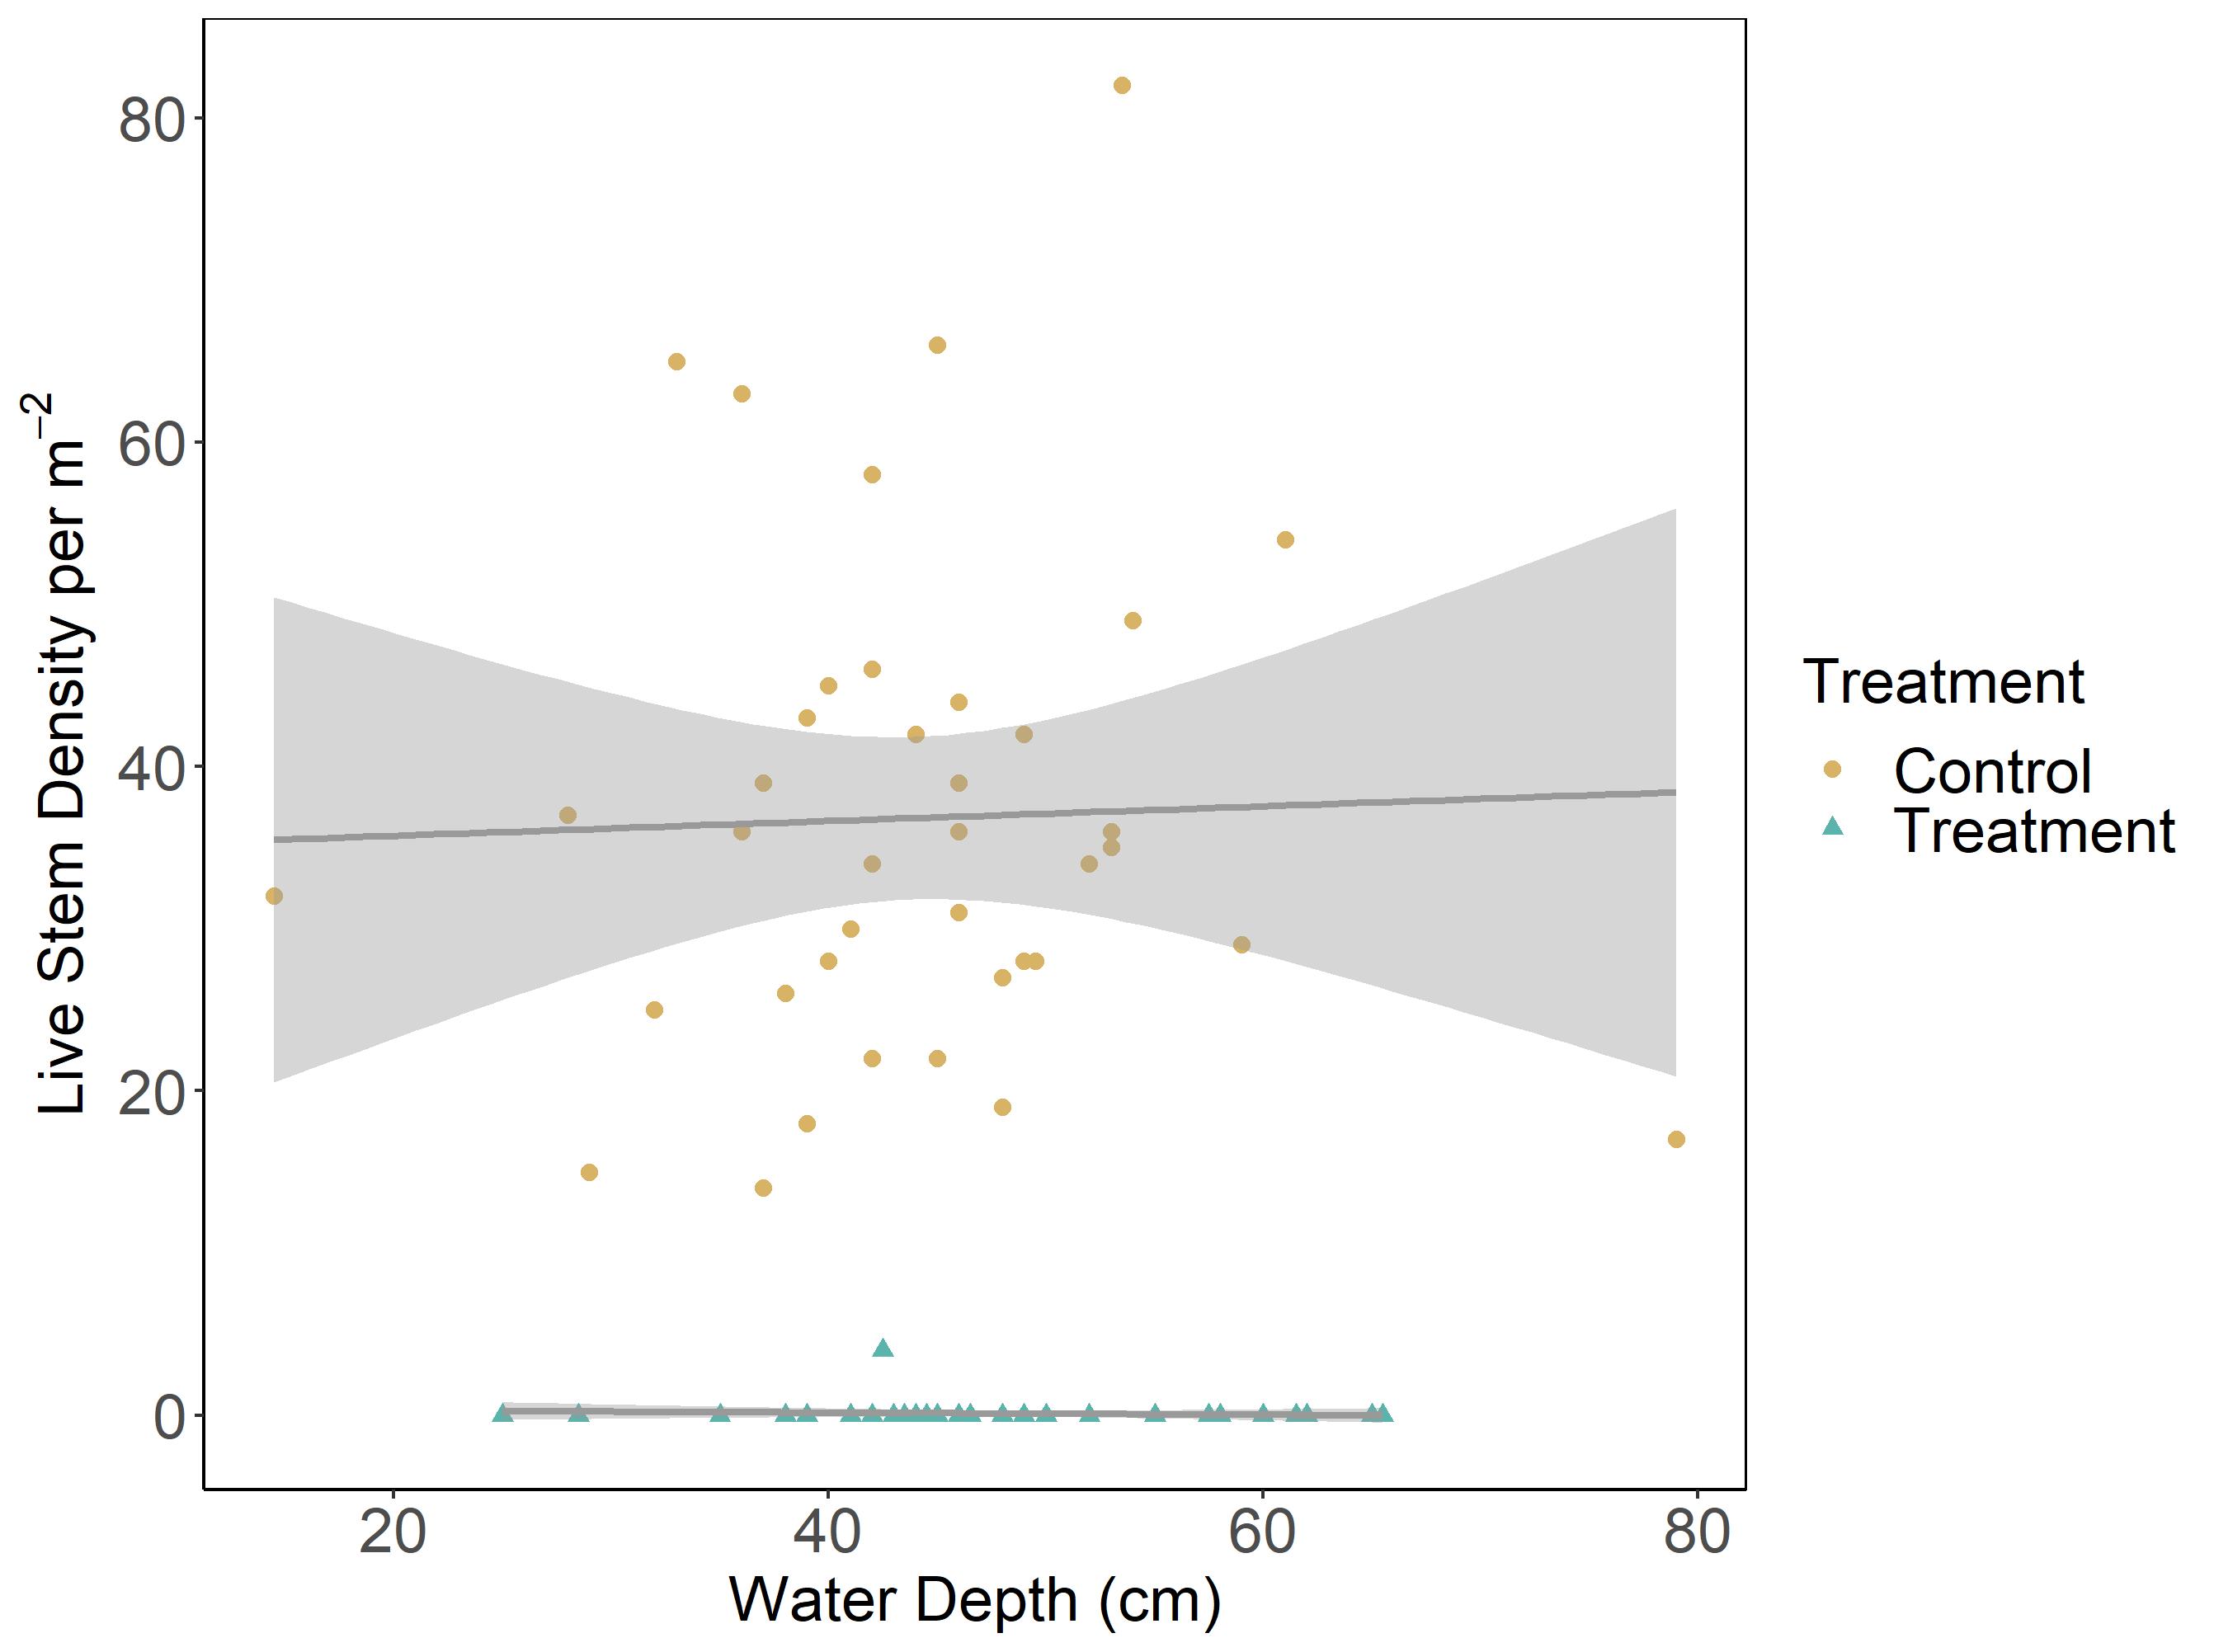 Live Stem Density per m⁻²
80
60
40
20
0
20 40 60 80
Water Depth (cm)
Treatment
Control
Treatment